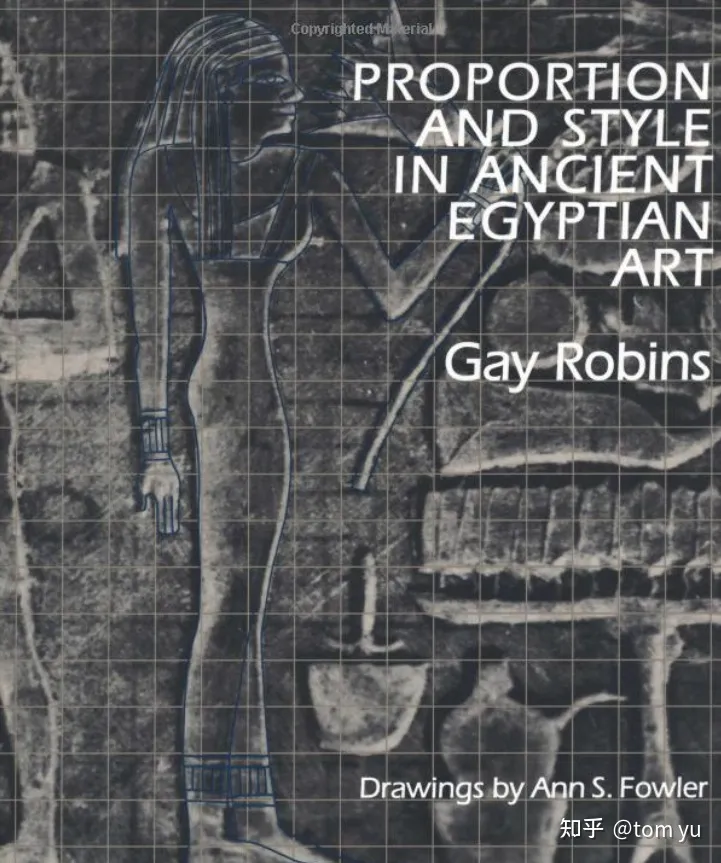 Copyrighted Material
PROPORTION
AND STYLE
IN ANCIENT
EGYPTIAN
ART
Gay Robins
Drawings by Ann S. Fowler
知乎 @tom yu